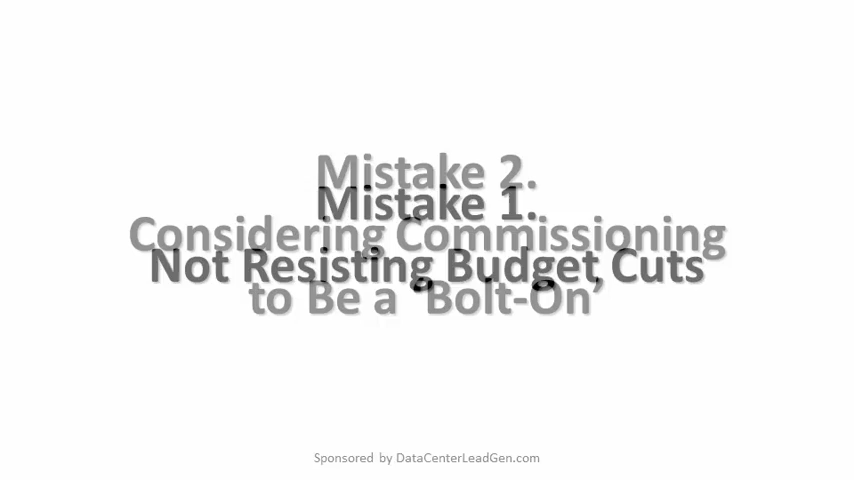 Mistake 2.
Mistake 1.
Considering Commissioning
Not Resisting Budget Cuts
to Be a 'Bolt-On'
Sponsored by DataCenterLeadGen.com